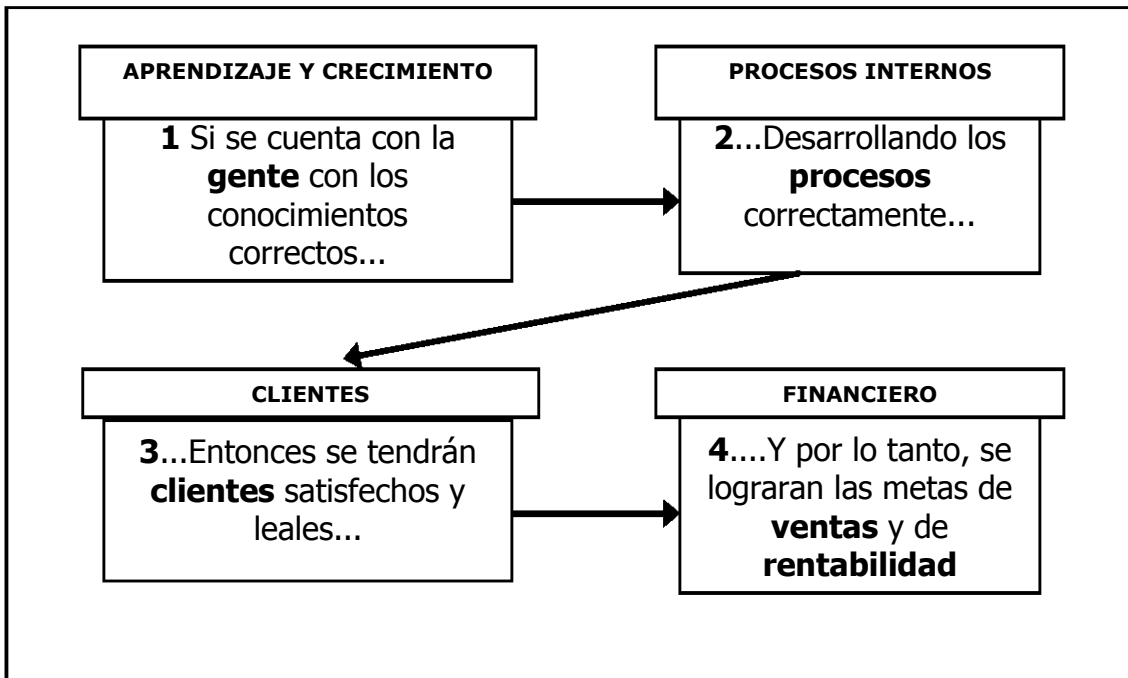 APRENDIZAJE Y CRECIMIENTO
1 Si se cuenta con la
gente con los
conocimientos
correctos...
PROCESOS INTERNOS
2...Desarrollando los
procesos
correctamente...
CLIENTES
3...Entonces se tendrán
clientes satisfechos y
leales...
FINANCIERO
4....Y por lo tanto, se
lograran las metas de
ventas y de
rentabilidad